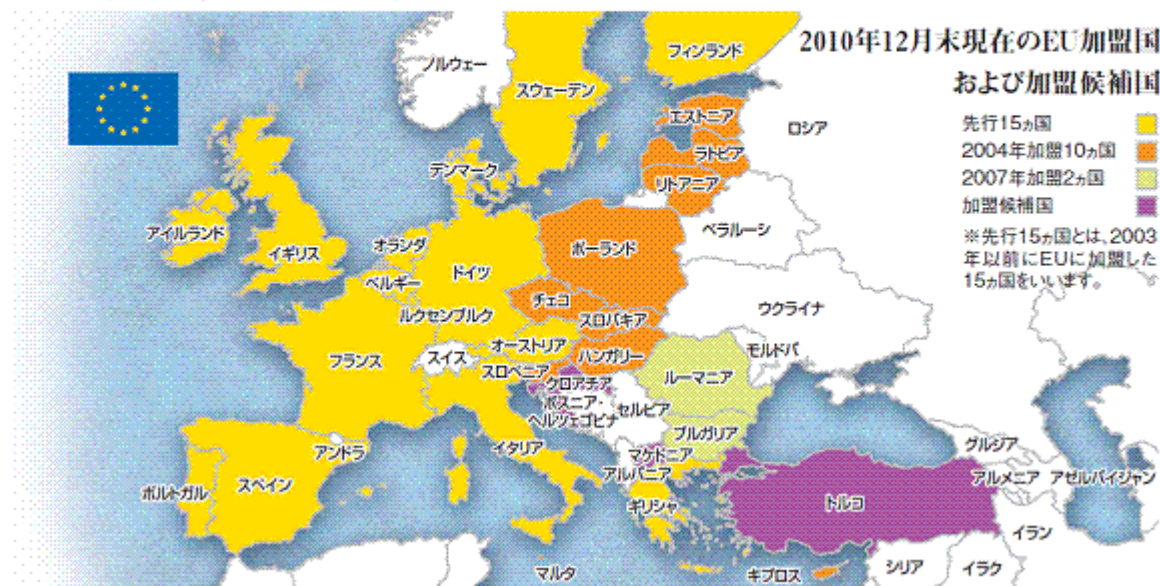 2010年12月末現在のEU加盟国
および加盟候補国
先行15ヵ国
2004年加盟10ヵ国
2007年加盟2ヵ国
加盟候補国
※先行15ヵ国とは、2003
年以前にEUに加盟した
15ヵ国をいいます。
ノルウェー
フィンランド
スウェーデン
エストニア
ロシア
ラトビア
デンマーク
リトアニア
アイルランド
イギリス
オランダ
ポーランド
ベラルーシ
ベルギー
ドイツ
チェコ
ウクライナ
ルクセンブルク
スロバキア
フランス
スイス
オーストリア
ハンガリー
モルドバ
スロベニア
クロアチア
ルーマニア
ボスニア・
ヘルツェゴビナ
セルビア
ブルガリア
アンドラ
イタリア
マケドニア
グルジア
アルバニア
アルメニア
アゼルバイジャン
ポルトガル
スペイン
ギリシャ
トルコ
イラン
マルタ
キプロス
シリア
イラク